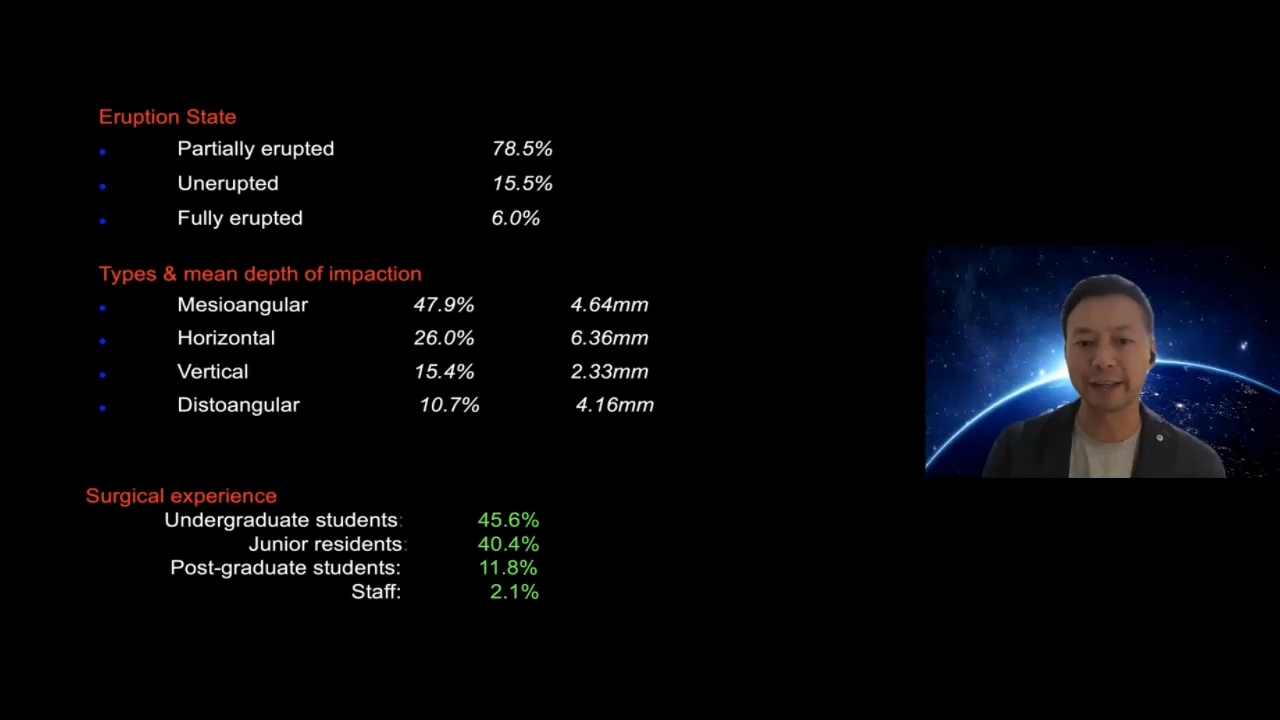 Eruption State
• Partially erupted 78.5%
• Unerupted 15.5%
• Fully erupted 6.0%
Types & mean depth of impaction
• Mesioangular 47.9% 4.64mm
• Horizontal 26.0% 6.36mm
• Vertical 15.4% 2.33mm
• Distoangular 10.7% 4.16mm
Surgical experience
Undergraduate students: 45.6%
Junior residents: 40.4%
Post-graduate students: 11.8%
Staff: 2.1%